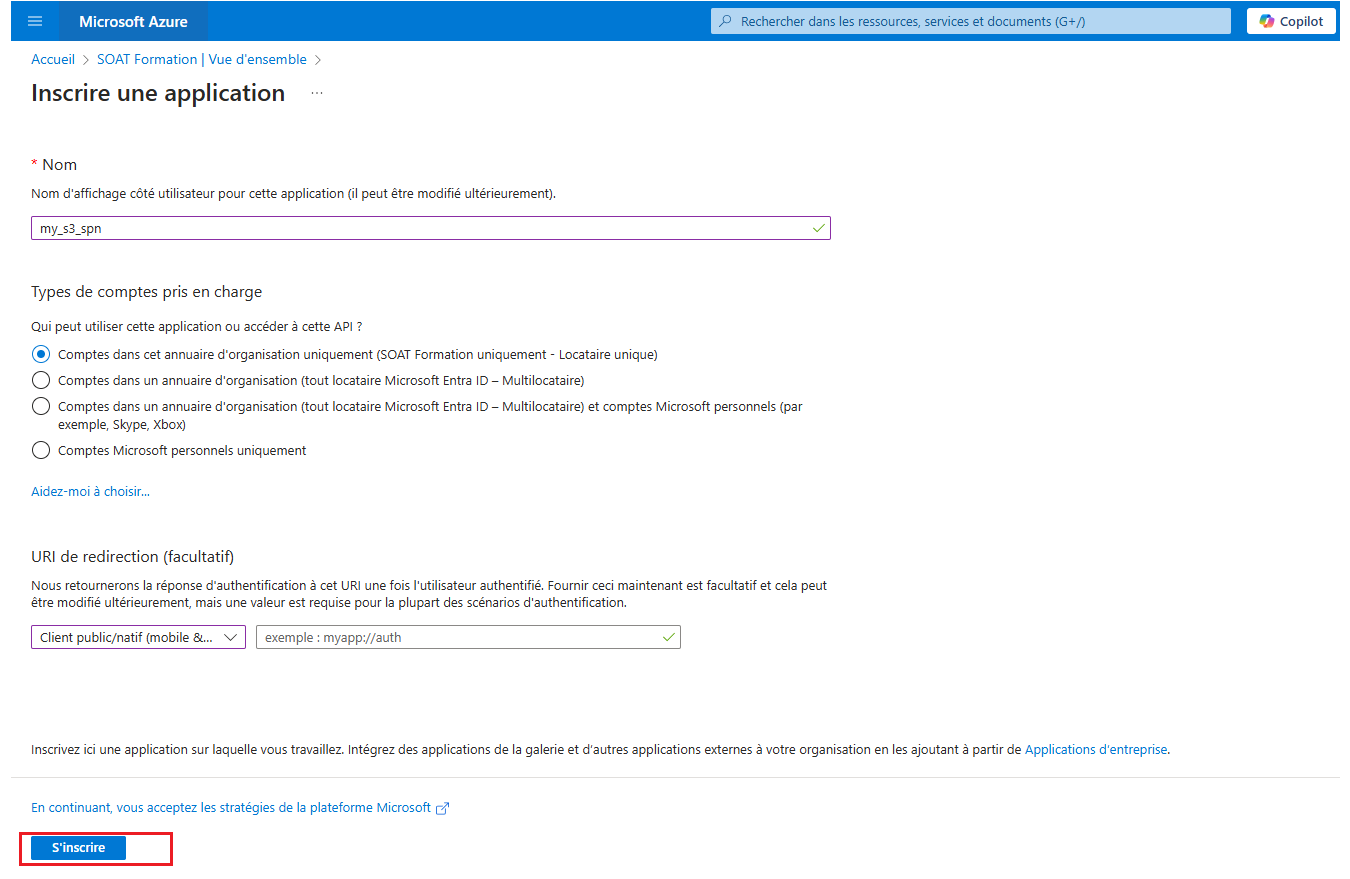 Microsoft Azure
Rechercher dans les ressources, services et documents (G+/)
Copilot
Accueil > SOAT Formation | Vue d'ensemble >
Inscrire une application ...
* Nom
Nom d'affichage côté utilisateur pour cette application (il peut être modifié ultérieurement).
my_s3_spn
Types de comptes pris en charge
Qui peut utiliser cette application ou accéder à cette API ?
Comptes dans cet annuaire d'organisation uniquement (SOAT Formation uniquement - Locataire unique)
Comptes dans un annuaire d'organisation (tout locataire Microsoft Entra ID – Multilocataire)
Comptes dans un annuaire d'organisation (tout locataire Microsoft Entra ID – Multilocataire) et comptes Microsoft personnels (par
exemple, Skype, Xbox)
Comptes Microsoft personnels uniquement
Aidez-moi à choisir...
URI de redirection (facultatif)
Nous retournerons la réponse d'authentification à cet URI une fois l'utilisateur authentifié. Fournir ceci maintenant est facultatif et cela peut
être modifié ultérieurement, mais une valeur est requise pour la plupart des scénarios d'authentification.
Client public/natif (mobile &...
exemple : myapp://auth
Inscrivez ici une application sur laquelle vous travaillez. Intégrez des applications de la galerie et d'autres applications externes à votre organisation en les ajoutant à partir de Applications d'entreprise.
En continuant, vous acceptez les stratégies de la plateforme Microsoft
S'inscrire